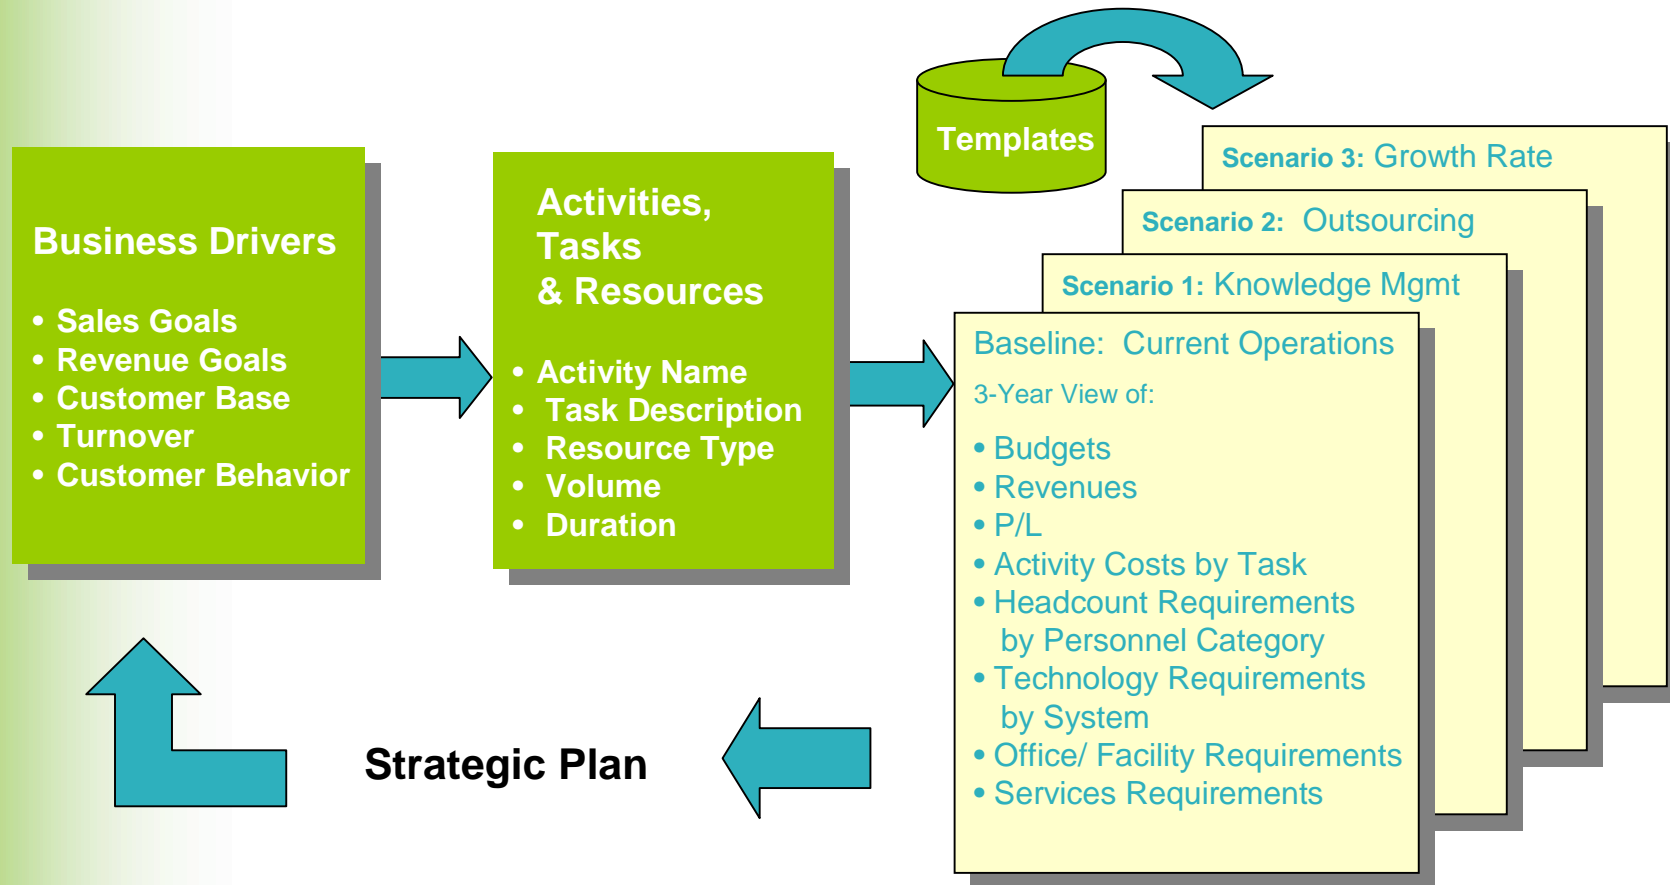 Business Drivers
• Sales Goals
• Revenue Goals
• Customer Base
• Turnover
• Customer Behavior
Activities,
Tasks
& Resources
• Activity Name
• Task Description
• Resource Type
• Volume
• Duration
Templates
Scenario 3: Growth Rate
Scenario 2: Outsourcing
Scenario 1: Knowledge Mgmt
Baseline: Current Operations
3-Year View of:
• Budgets
• Revenues
• P/L
• Activity Costs by Task
• Headcount Requirements
by Personnel Category
• Technology Requirements
by System
• Office/ Facility Requirements
• Services Requirements
Strategic Plan